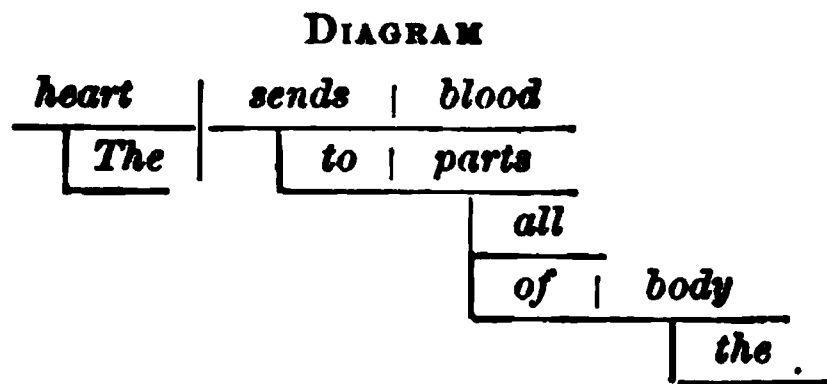 DIAGRAM
heart | sends | blood
The | to | parts
all
of | body
the .